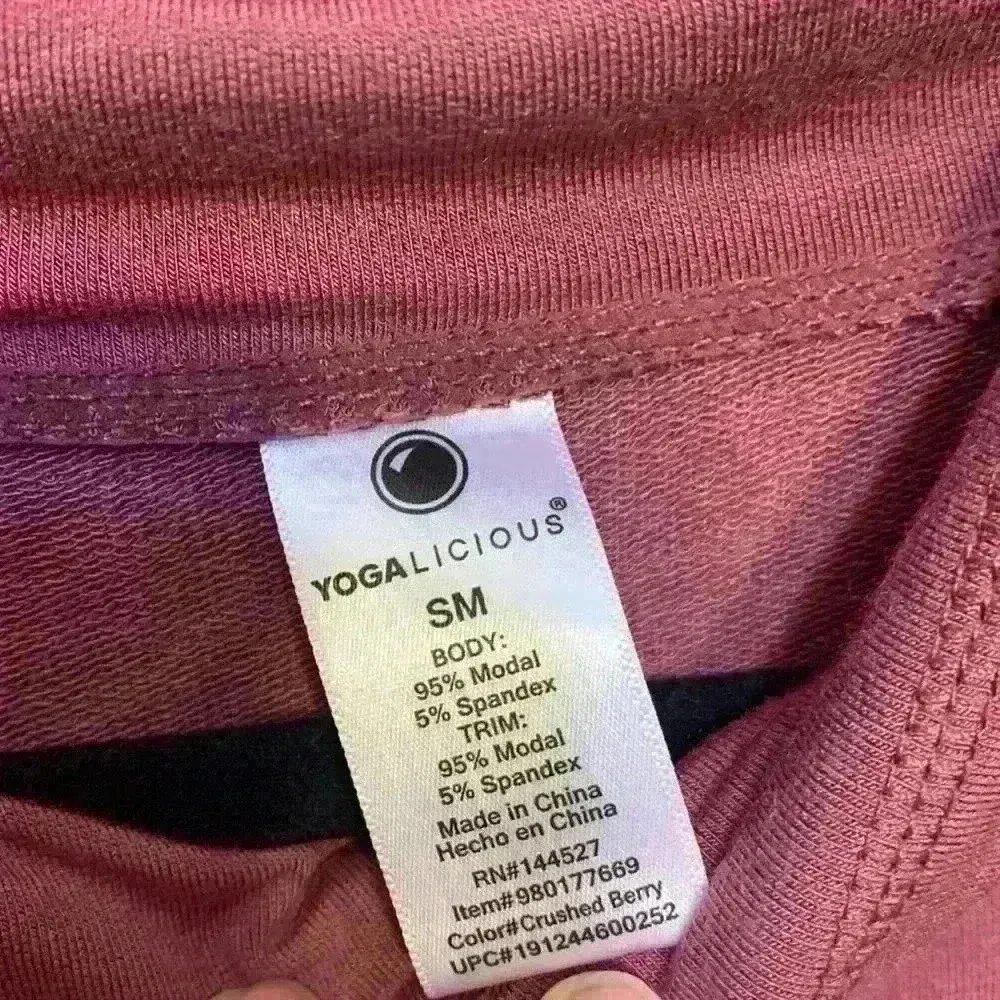 YOGALICIOUS®
SM
BODY:
95% Modal
5% Spandex
TRIM:
95% Modal
5% Spandex
Made in China
Hecho en China
RN#144527
Item#980177669
Color#Crushed Berry
UPC#191244600252